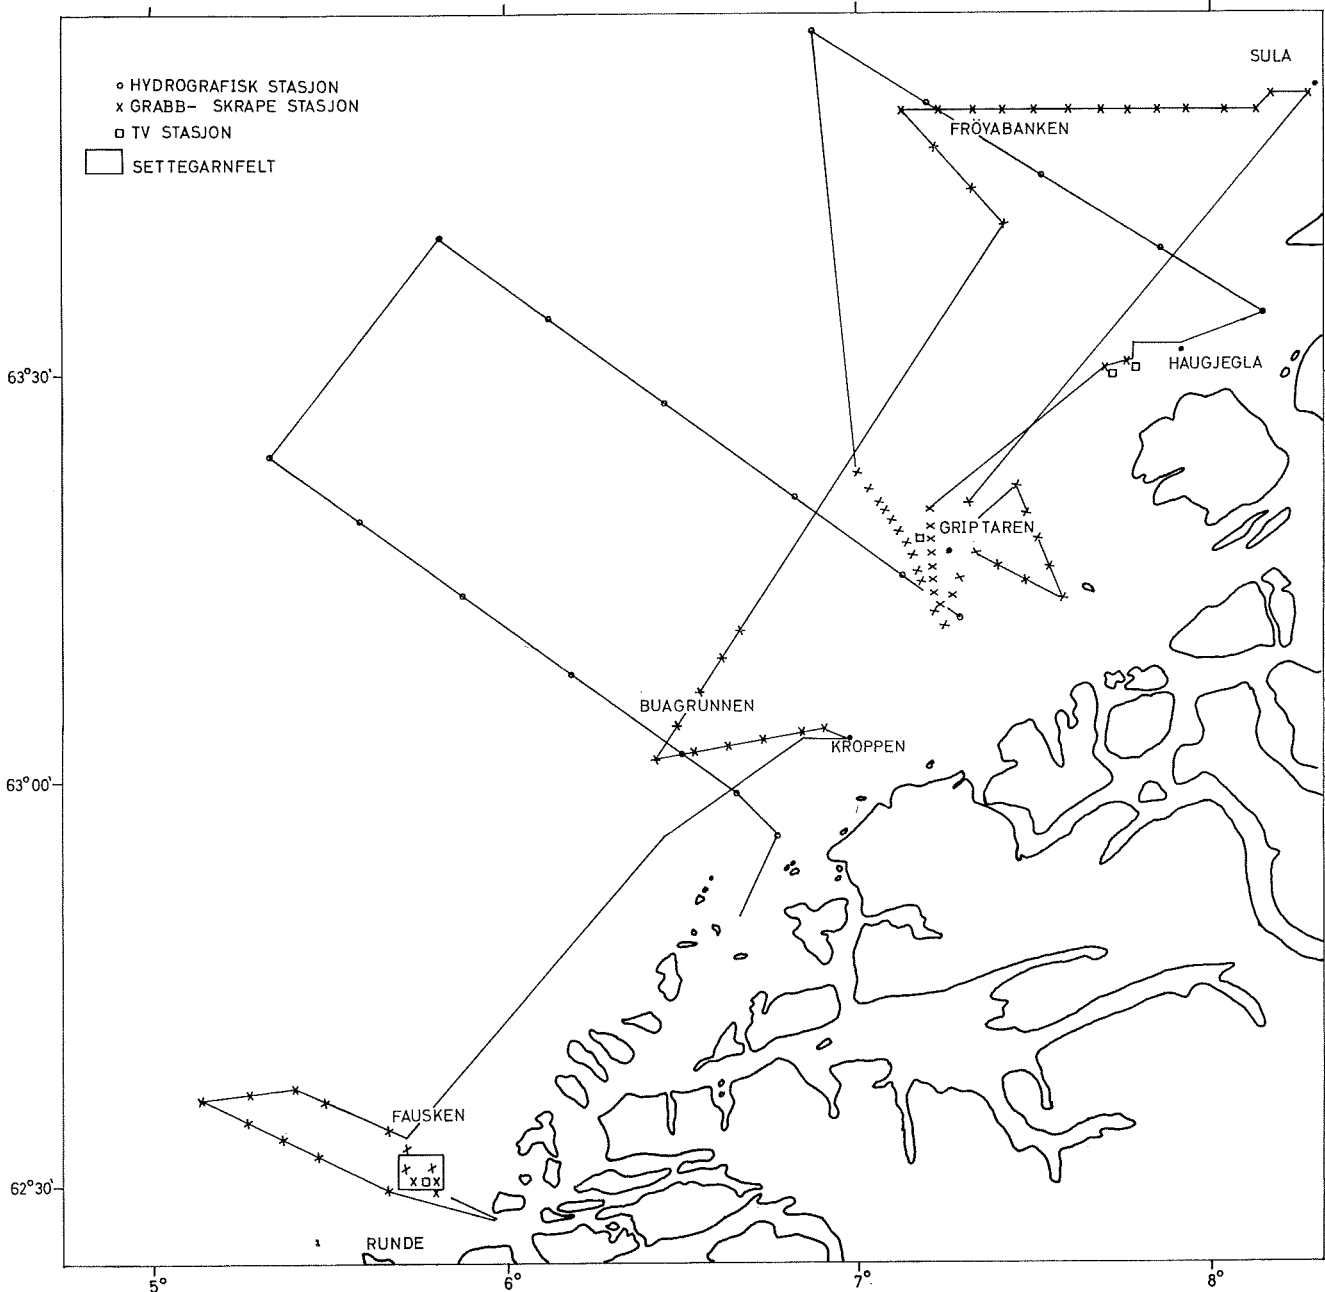 SULA
o HYDROGRAFISK STASJON
x GRABB- SKRAPE STASJON
□ TV STASJON
SETTEGARNFELT
FRÖYABANKEN
63°30'
HAUGJEGLA
GRIPTAREN
BUAGRUNNEN
KROPPEN
63°00'
FAUSKEN
62°30'
RUNDE
5° 6° 7° 8°